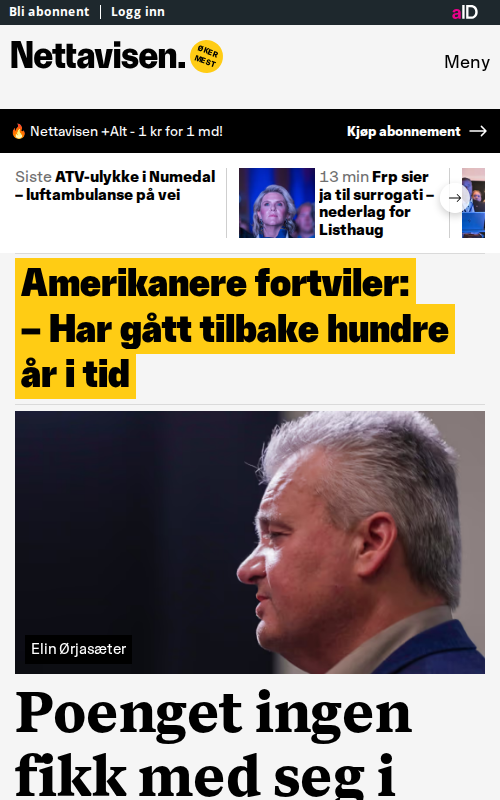 Bli abonnent | Logg inn
aID
Nettavisen.
ØKER
MEST
Meny
🔥 Nettavisen +Alt - 1 kr for 1 md!
Kjøp abonnement
Siste ATV-ulykke i Numedal
– luftambulanse på vei
13 min Frp sier
ja til surrogati –
nederlag for
Listhaug
Amerikanere fortviler:
– Har gått tilbake hundre
år i tid
Elin Ørjasæter
Poenget ingen
fikk med seg i